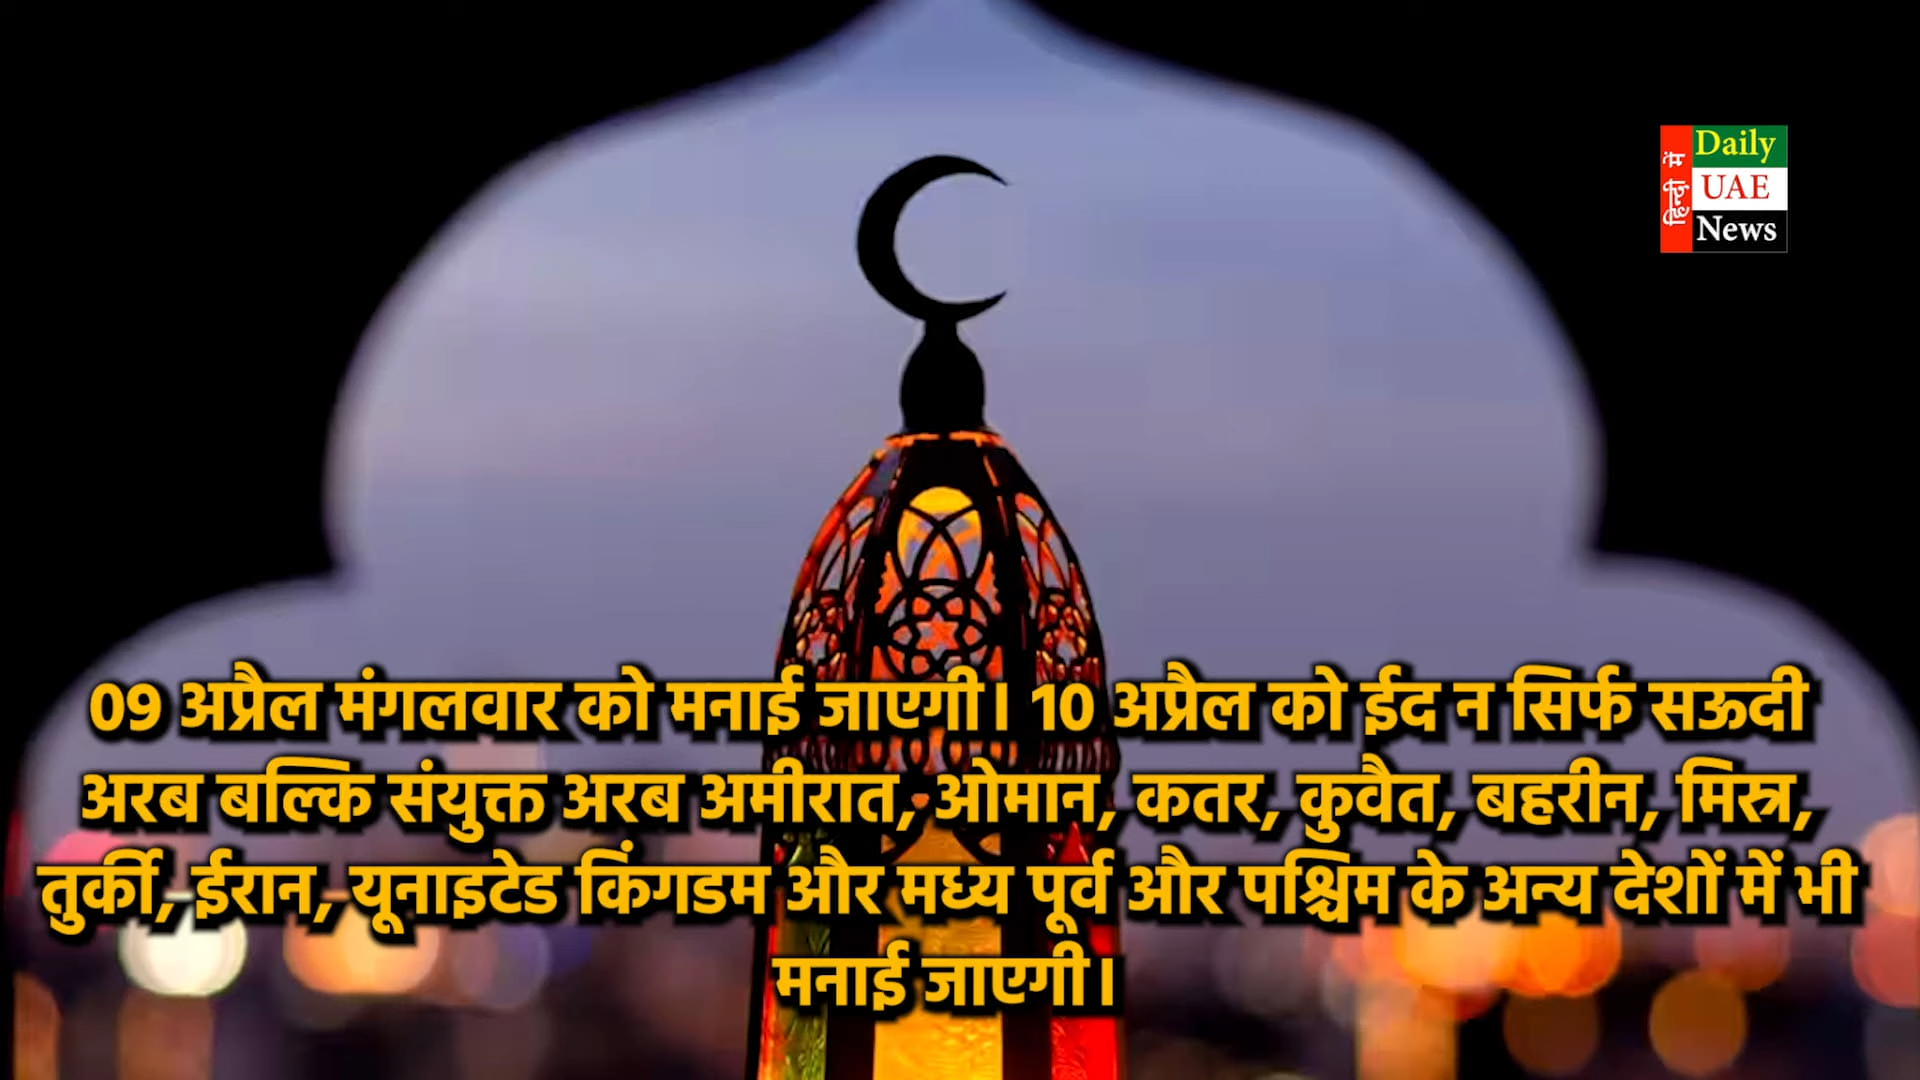 हिन्दी में
Daily
UAE
News
09 अप्रैल मंगलवार को मनाई जाएगी। 10 अप्रैल को ईद न सिर्फ सऊदी
अरब बल्कि संयुक्त अरब अमीरात, ओमान, कतर, कुवैत, बहरीन, मिस्र,
तुर्की, ईरान, यूनाइटेड किंगडम और मध्य पूर्व और पश्चिम के अन्य देशों में भी
मनाई जाएगी।